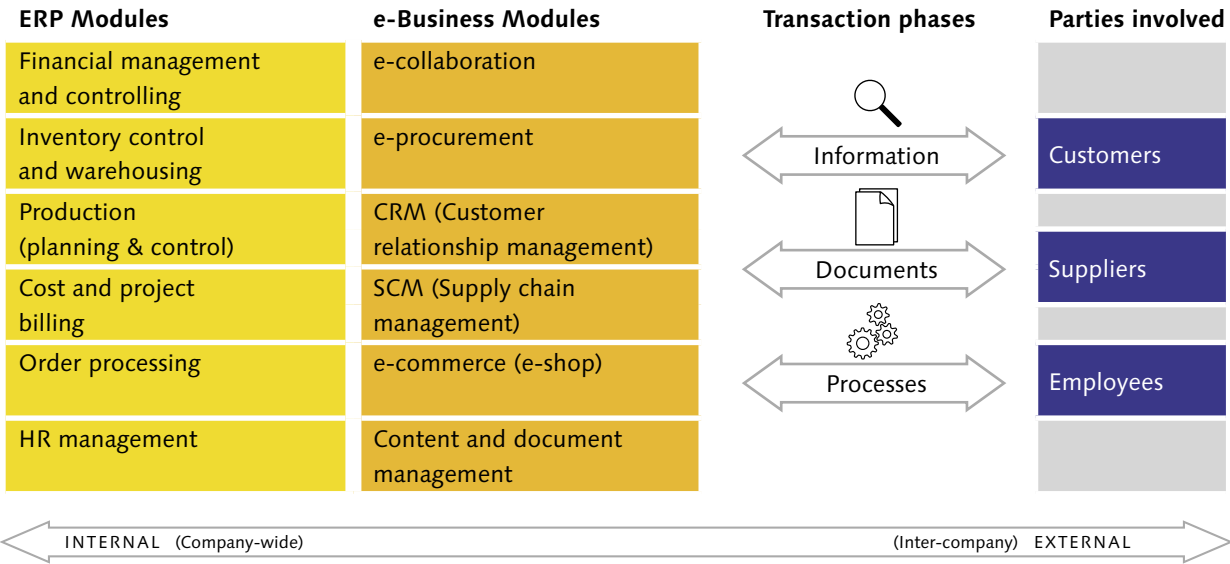 ERP Modules
e-Business Modules
Transaction phases
Parties involved
Financial management
and controlling
e-collaboration
Inventory control
and warehousing
e-procurement
Information
Customers
Production
(planning & control)
CRM (Customer
relationship management)
Documents
Suppliers
Cost and project
billing
SCM (Supply chain
management)
Order processing
e-commerce (e-shop)
Processes
Employees
HR management
Content and document
management
INTERNAL (Company-wide)
(Inter-company) EXTERNAL